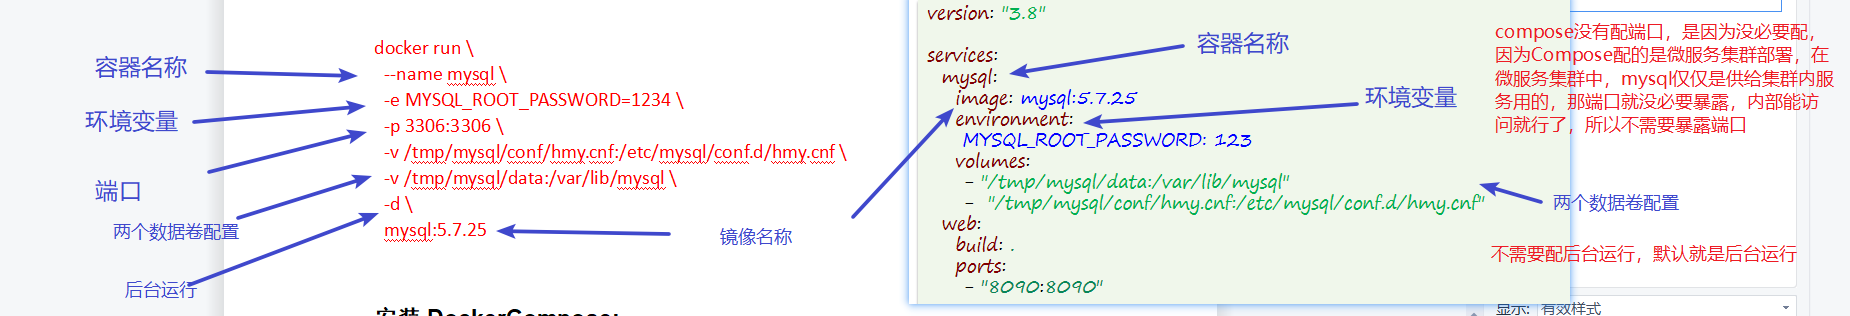 容器名称
环境变量
端口
两个数据卷配置
后台运行
docker run \
--name mysql \
-e MYSQL_ROOT_PASSWORD=1234 \
-p 3306:3306 \
-v /tmp/mysql/conf/hmy.cnf:/etc/mysql/conf.d/hmy.cnf \
-v /tmp/mysql/data:/var/lib/mysql \
-d \
mysql:5.7.25
镜像名称
version: "3.8"
services:
mysql:
image: mysql:5.7.25
environment:
MYSQL_ROOT_PASSWORD: 123
volumes:
- "/tmp/mysql/data:/var/lib/mysql"
- "/tmp/mysql/conf/hmy.cnf:/etc/mysql/conf.d/hmy.cnf"
web:
build: .
ports:
- "8090:8090"
容器名称
环境变量
两个数据卷配置
compose没有配端口，是因为没必要配，
因为Compose配的是微服务集群部署，在
微服务集群中，mysql仅仅是供给集群内服
务用的，那端口就没必要暴露，内部能访
问就行了，所以不需要暴露端口
不需要配后台运行，默认就是后台运行
显示: 有效样式